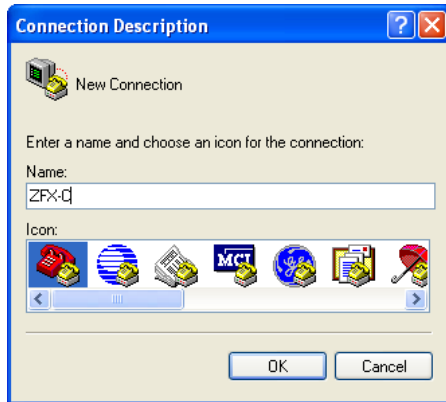 Connection Description
New Connection
Enter a name and choose an icon for the connection:
Name:
ZFX-C
Icon:
MCI
OK
Cancel